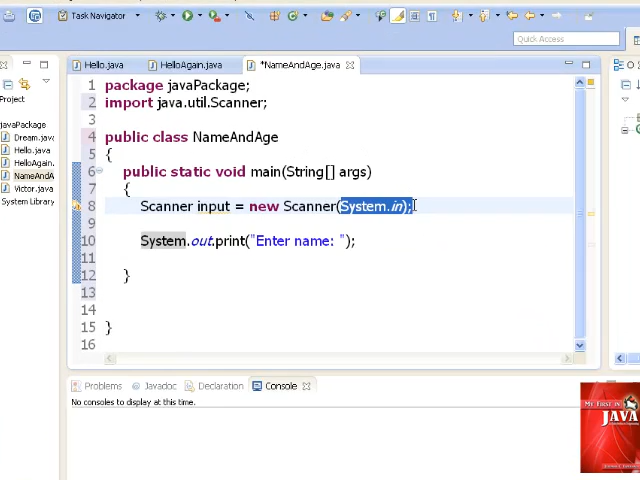 Task Navigator
Quick Access
Hello.java
HelloAgain.java
*NameAndAge.java
Project
javaPackage
Dream.java
Hello.java
HelloAgain.
NameAndA
Victor.java
System Library
1 package javaPackage;
2 import java.util.Scanner;
3
4 public class NameAndAge
5 {
6 public static void main(String[] args)
7 {
8 Scanner input = new Scanner(System.in);
9
10 System.out.print("Enter name: ");
11
12 }
13
14
15 }
16
Problems
Javadoc
Declaration
Console
No consoles to display at this time.
MY FIRST IN
JAVA